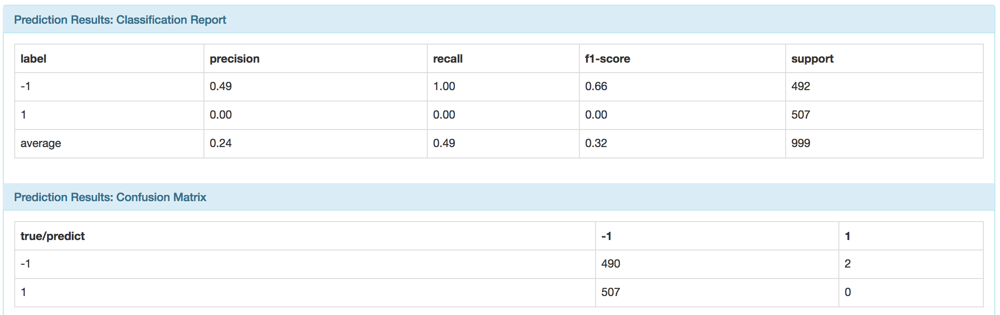 Prediction Results: Classification Report
label precision recall f1-score support
-1 0.49 1.00 0.66 492
1 0.00 0.00 0.00 507
average 0.24 0.49 0.32 999
Prediction Results: Confusion Matrix
true/predict -1 1
-1 490 2
1 507 0